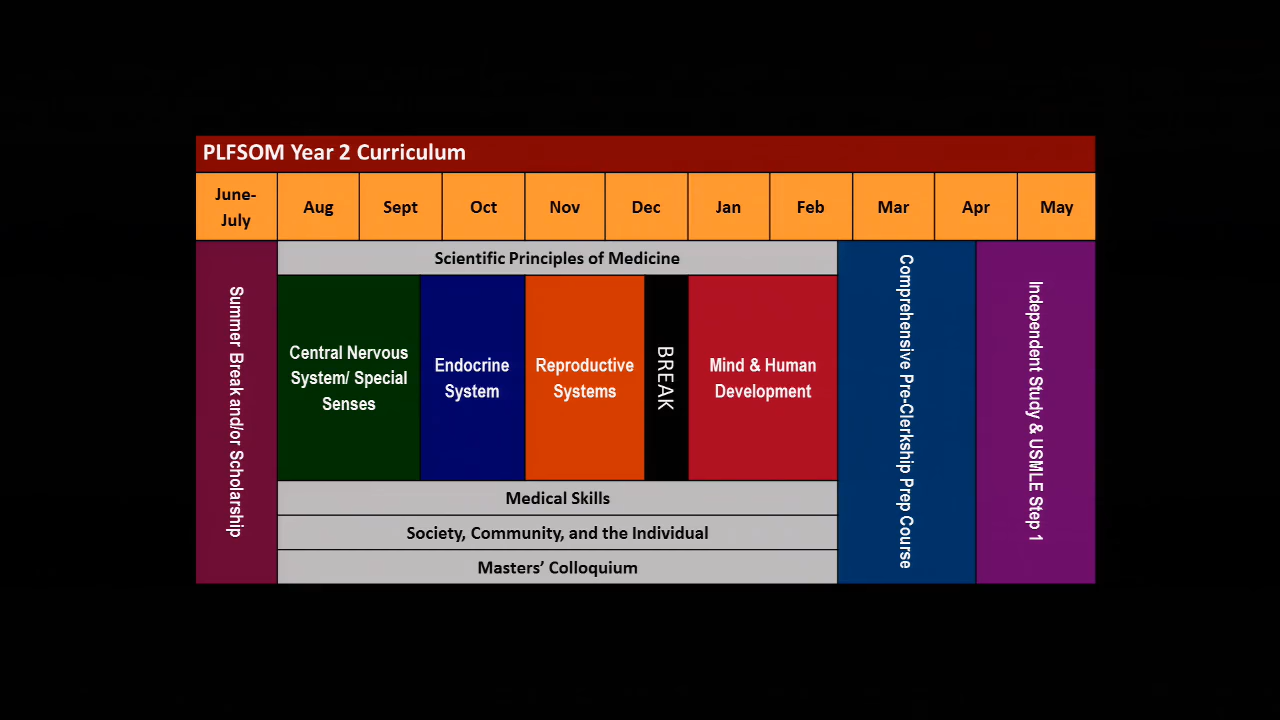 PLFSOM Year 2 Curriculum
June-
July
Aug
Sept
Oct
Nov
Dec
Jan
Feb
Mar
Apr
May
Summer Break and/or Scholarship
Scientific Principles of Medicine
Central Nervous
System/ Special
Senses
Endocrine
System
Reproductive
Systems
BREAK
Mind & Human
Development
Medical Skills
Society, Community, and the Individual
Masters’ Colloquium
Comprehensive Pre-Clerkship Prep Course
Independent Study & USMLE Step 1